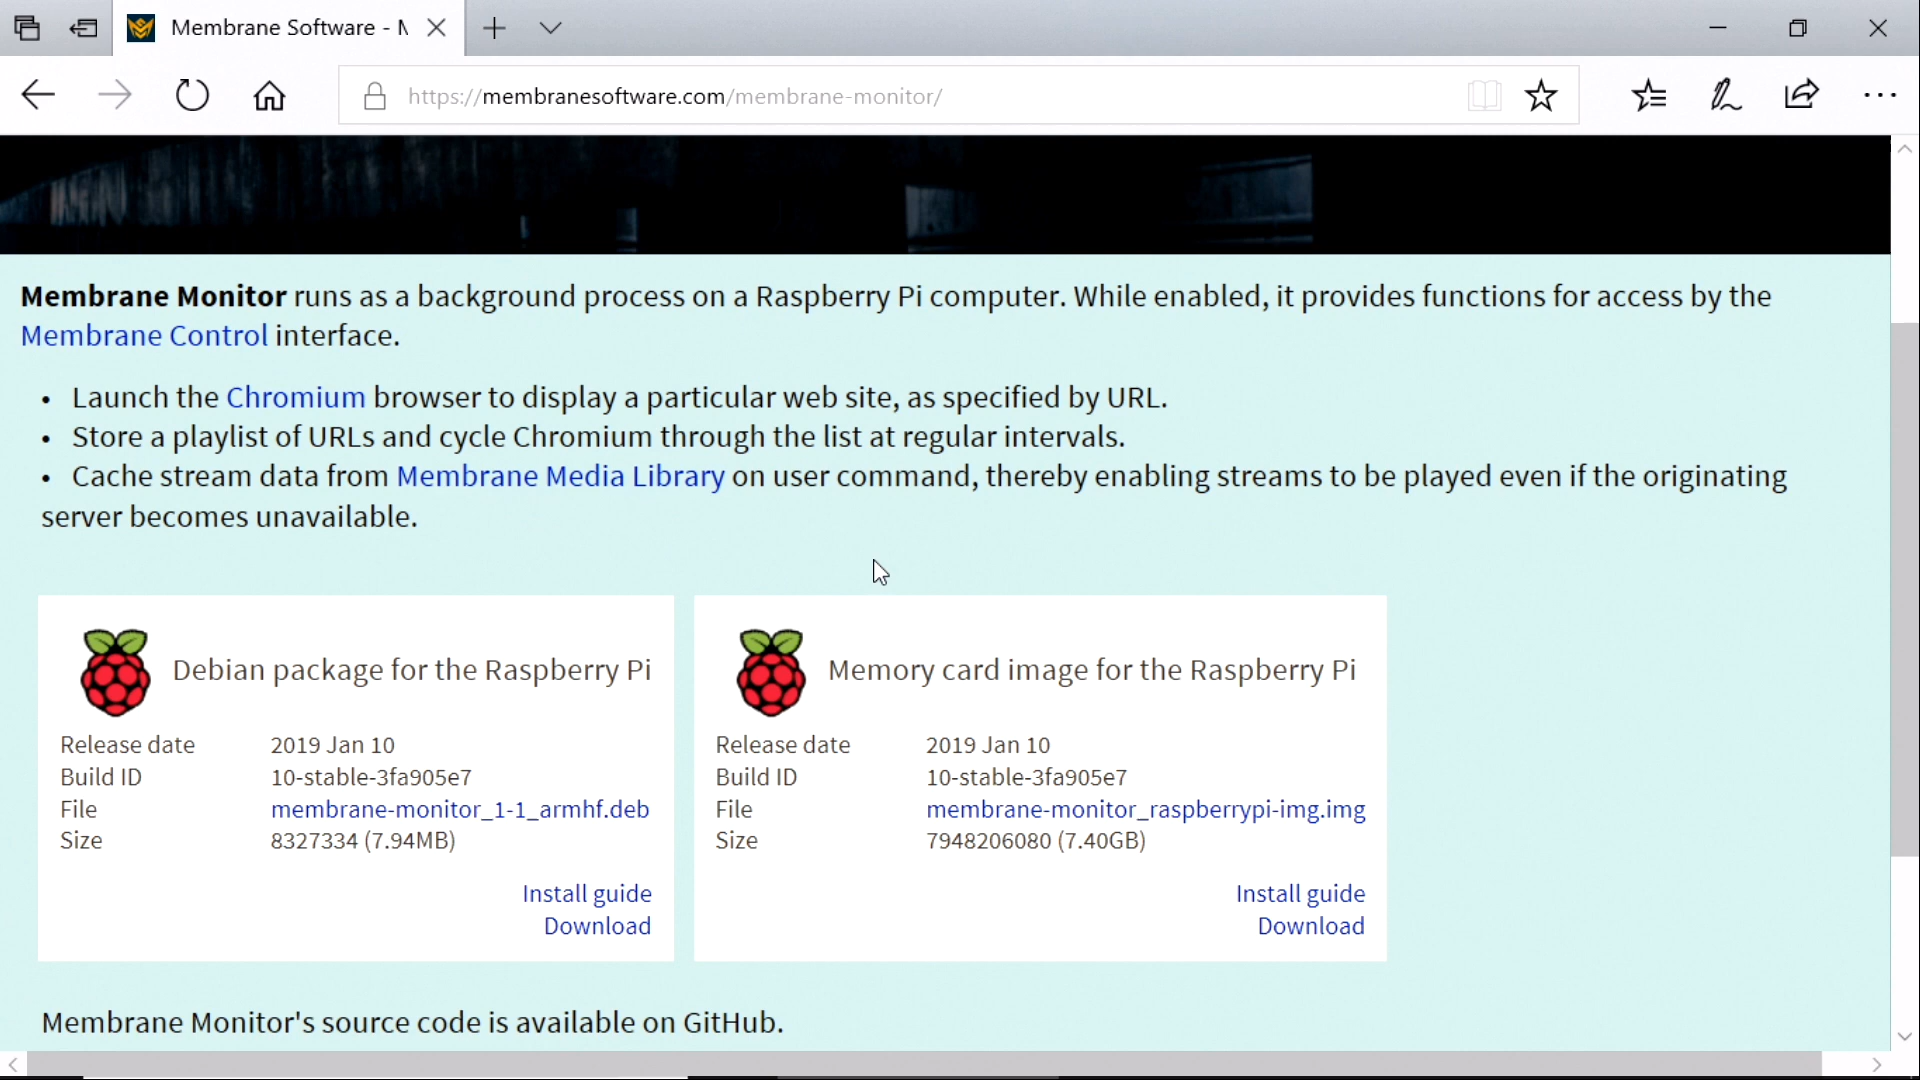 Membrane Software - M
https://membranesoftware.com/membrane-monitor/
Membrane Monitor runs as a background process on a Raspberry Pi computer. While enabled, it provides functions for access by the
Membrane Control interface.
• Launch the Chromium browser to display a particular web site, as specified by URL.
• Store a playlist of URLs and cycle Chromium through the list at regular intervals.
• Cache stream data from Membrane Media Library on user command, thereby enabling streams to be played even if the originating
server becomes unavailable.
Debian package for the Raspberry Pi
Release date 2019 Jan 10
Build ID 10-stable-3fa905e7
File membrane-monitor_1-1_armhf.deb
Size 8327334 (7.94MB)
Install guide
Download
Memory card image for the Raspberry Pi
Release date 2019 Jan 10
Build ID 10-stable-3fa905e7
File membrane-monitor_raspberrypi-img.img
Size 7948206080 (7.40GB)
Install guide
Download
Membrane Monitor's source code is available on GitHub.